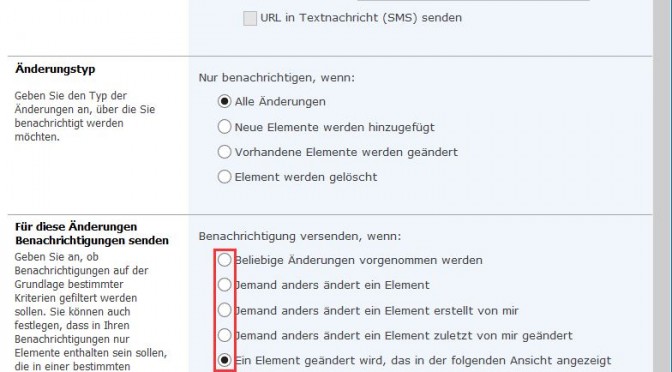 URL in Textnachricht (SMS) senden
Änderungstyp
Geben Sie den Typ der
Änderungen an, über die Sie
benachrichtigt werden
möchten.
Nur benachrichtigen, wenn:
Alle Änderungen
Neue Elemente werden hinzugefügt
Vorhandene Elemente werden geändert
Element werden gelöscht
Für diese Änderungen
Benachrichtigungen senden
Geben Sie an, ob
Benachrichtigungen auf der
Grundlage bestimmter
Kriterien gefiltert werden
sollen. Sie können auch
festlegen, dass in Ihren
Benachrichtigungen nur
Elemente enthalten sein sollen,
die in einer bestimmten
Benachrichtigung versenden, wenn:
Beliebige Änderungen vorgenommen werden
Jemand anders ändert ein Element
Jemand anders ändert ein Element erstellt von mir
Jemand anders ändert ein Element zuletzt von mir geändert
Ein Element geändert wird, das in der folgenden Ansicht angezeigt